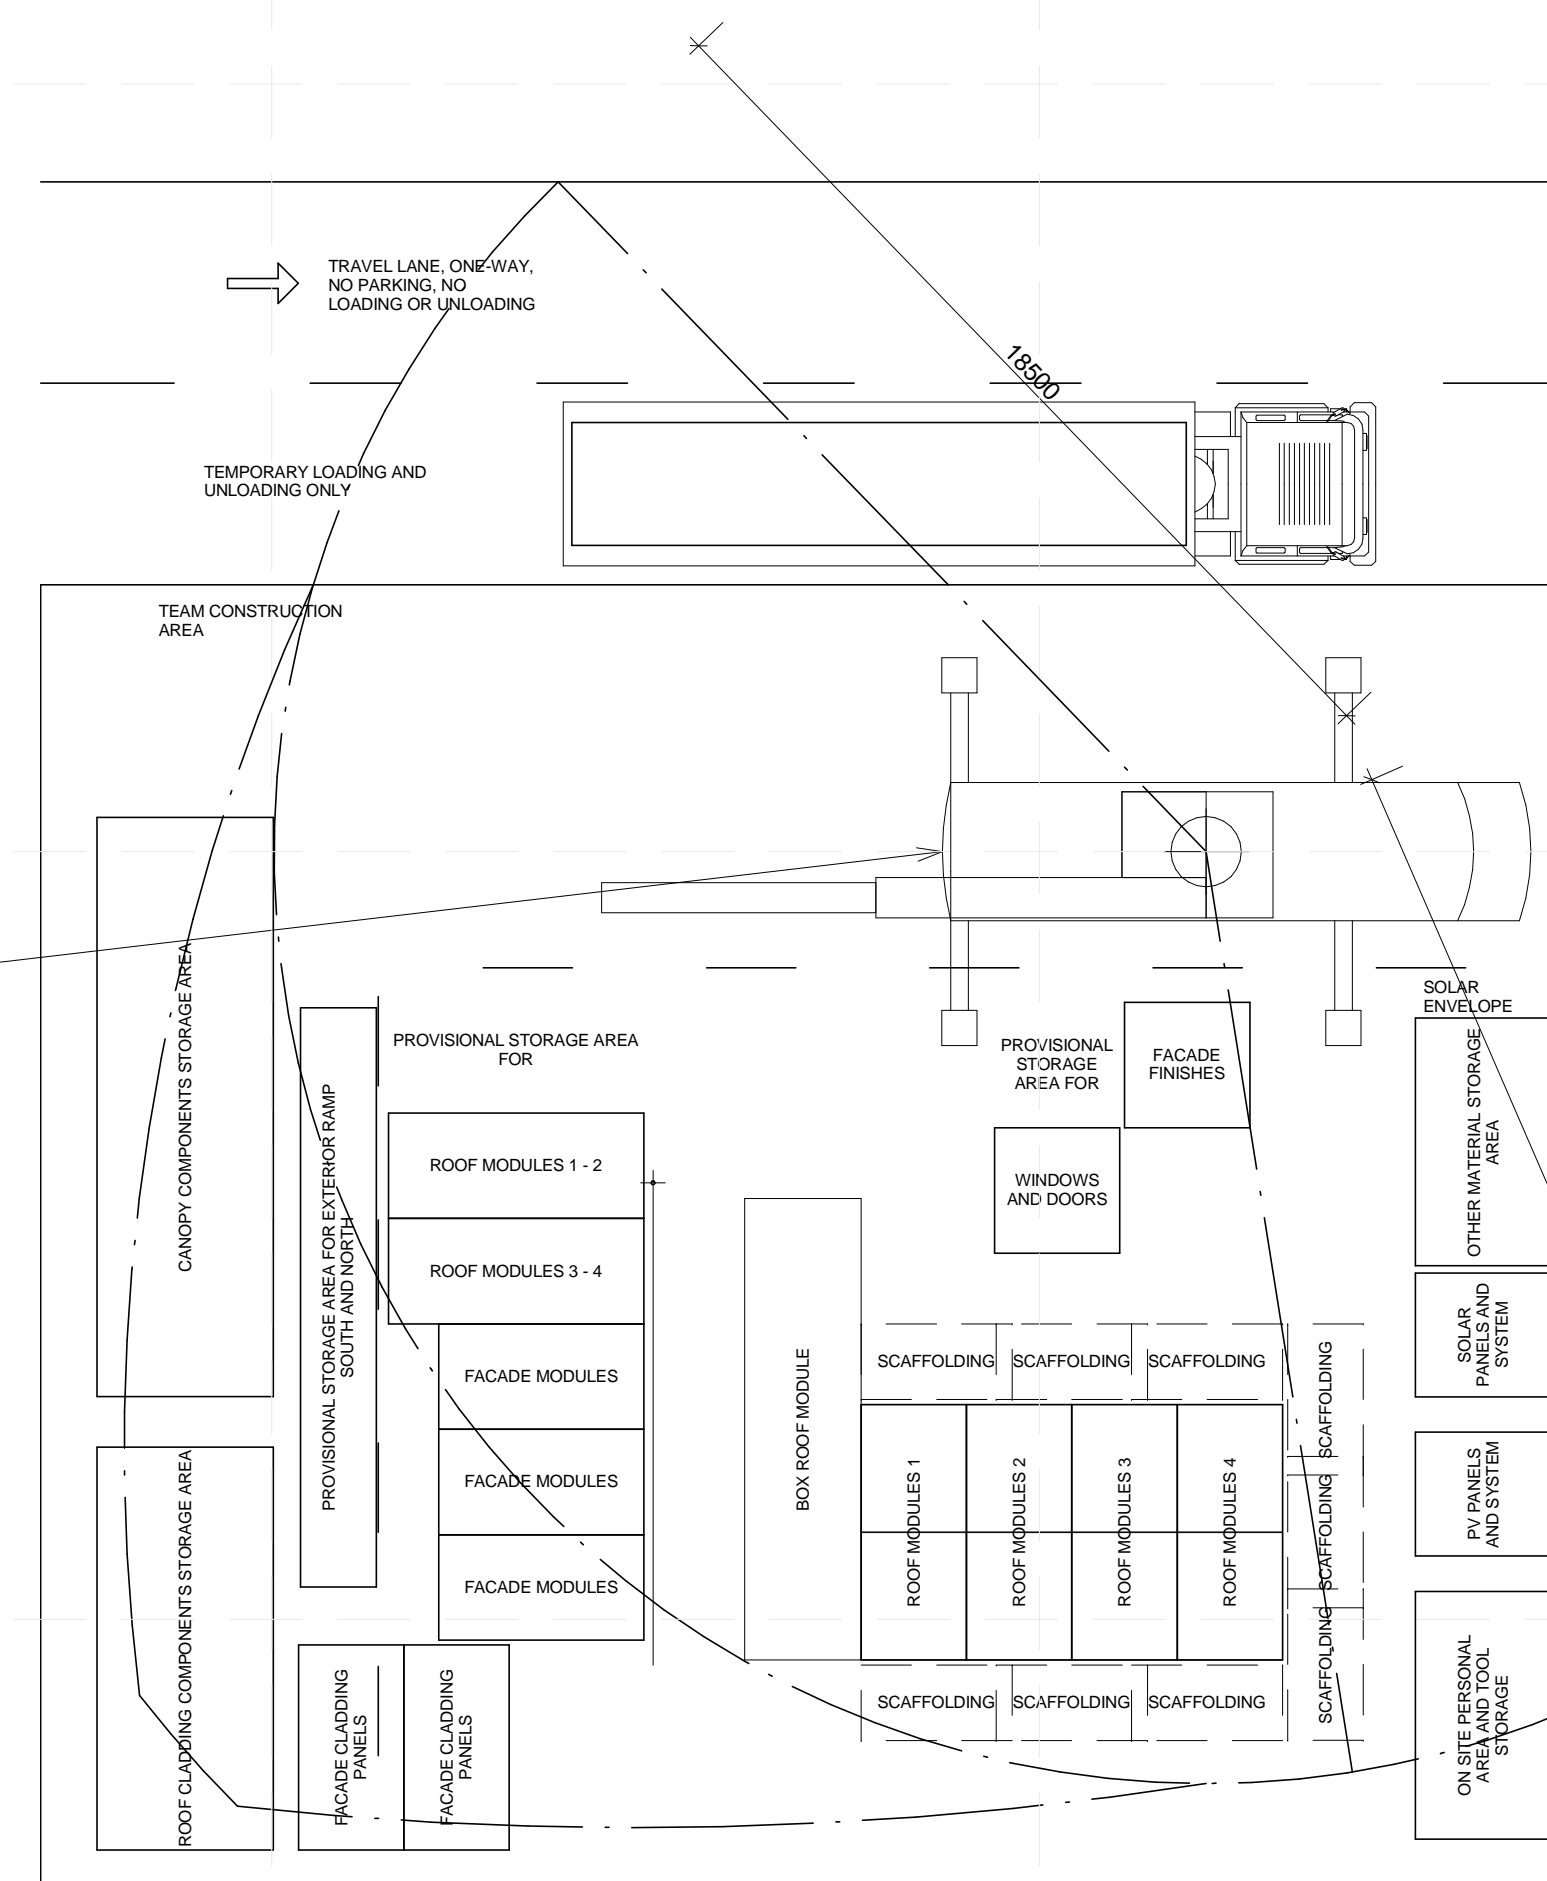 TRAVEL LANE, ONE-WAY,
NO PARKING, NO
LOADING OR UNLOADING
18500
TEMPORARY LOADING AND
UNLOADING ONLY
TEAM CONSTRUCTION
AREA
CANOPY COMPONENTS STORAGE AREA
ROOF CLADDING COMPONENTS STORAGE AREA
PROVISIONAL STORAGE AREA FOR EXTERIOR RAMP
SOUTH AND NORTH
PROVISIONAL STORAGE AREA
FOR
ROOF MODULES 1 - 2
ROOF MODULES 3 - 4
FACADE MODULES
FACADE MODULES
FACADE MODULES
FACADE CLADDING
PANELS
FACADE CLADDING
PANELS
BOX ROOF MODULE
PROVISIONAL
STORAGE
AREA FOR
FACADE
FINISHES
WINDOWS
AND DOORS
SCAFFOLDING
SCAFFOLDING
SCAFFOLDING
ROOF MODULES 1
ROOF MODULES 2
ROOF MODULES 3
ROOF MODULES 4
SCAFFOLDING
SCAFFOLDING
SCAFFOLDING
SCAFFOLDING
SCAFFOLDING
SCAFFOLDING
SOLAR
ENVELOPE
OTHER MATERIAL STORAGE
AREA
SOLAR
PANELS AND
SYSTEM
PV PANELS
AND SYSTEM
ON SITE PERSONAL
AREA AND TOOL
STORAGE